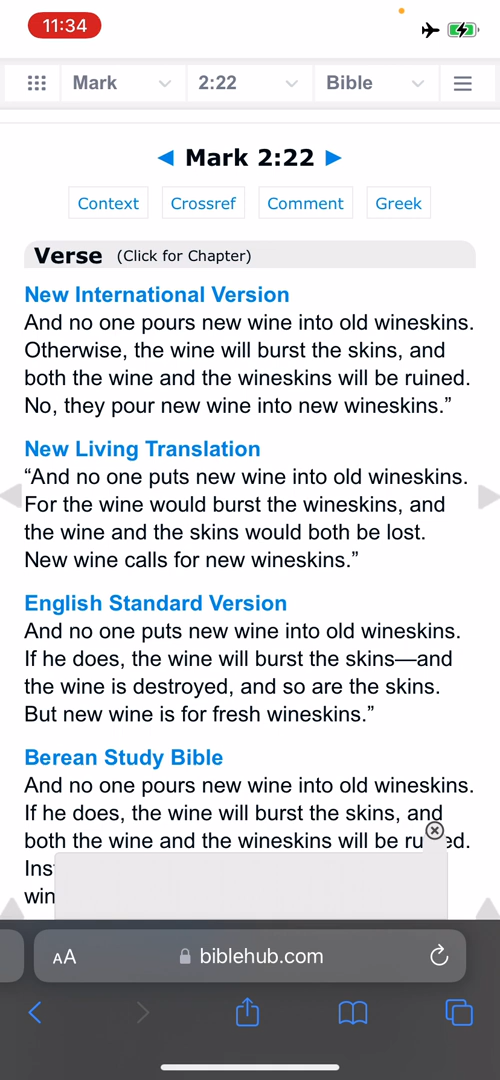 11:34
Mark 2:22 Bible
Mark 2:22
Context Crossref Comment Greek
Verse (Click for Chapter)
New International Version
And no one pours new wine into old wineskins.
Otherwise, the wine will burst the skins, and
both the wine and the wineskins will be ruined.
No, they pour new wine into new wineskins.”
New Living Translation
“And no one puts new wine into old wineskins.
For the wine would burst the wineskins, and
the wine and the skins would both be lost.
New wine calls for new wineskins.”
English Standard Version
And no one puts new wine into old wineskins.
If he does, the wine will burst the skins—and
the wine is destroyed, and so are the skins.
But new wine is for fresh wineskins.”
Berean Study Bible
And no one pours new wine into old wineskins.
If he does, the wine will burst the skins, and
both the wine and the wineskins will be
AA biblehub.com